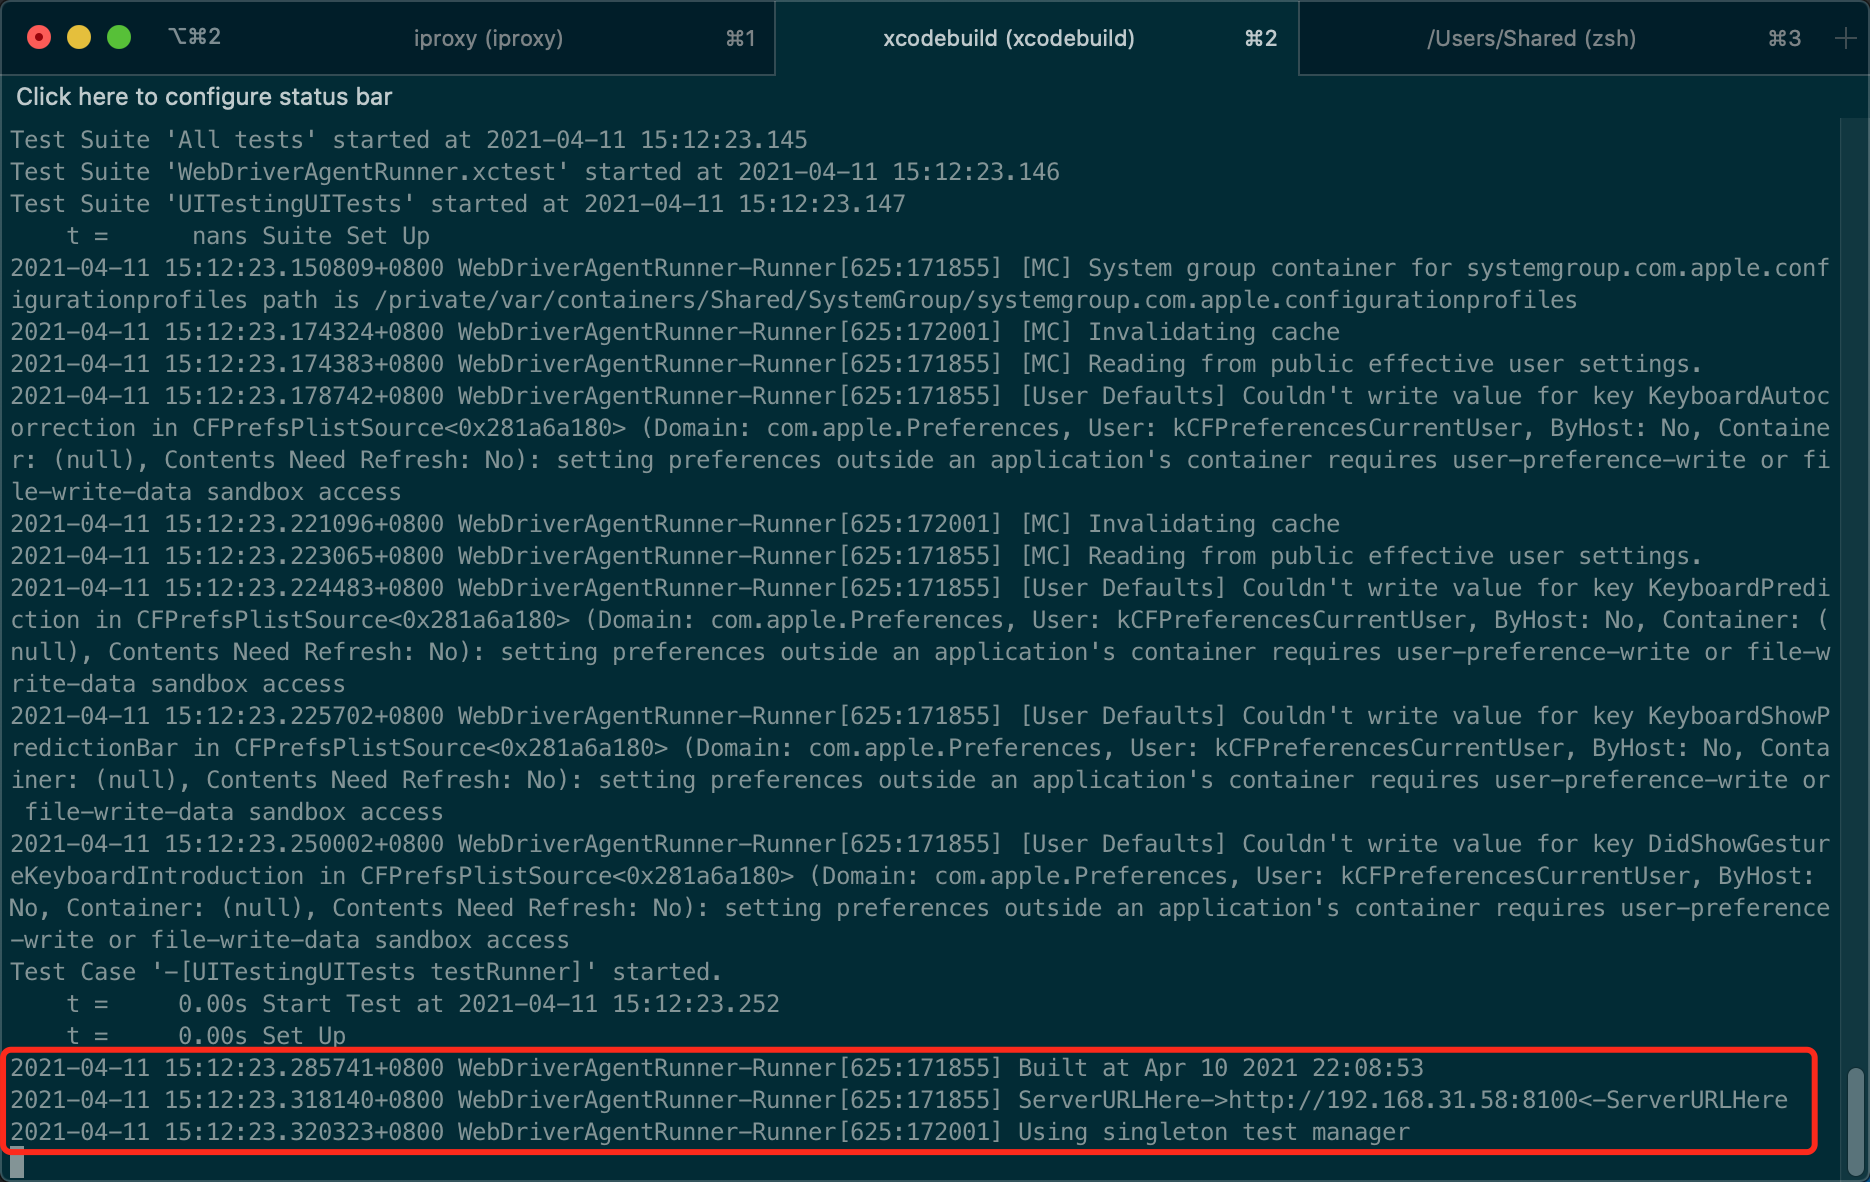 ⌥⌘2 iproxy (iproxy) ⌘1 xcodebuild (xcodebuild) ⌘2 /Users/Shared (zsh) ⌘3 +
Click here to configure status bar
Test Suite 'All tests' started at 2021-04-11 15:12:23.145
Test Suite 'WebDriverAgentRunner.xctest' started at 2021-04-11 15:12:23.146
Test Suite 'UITestingUITests' started at 2021-04-11 15:12:23.147
    t =      nans Suite Set Up
2021-04-11 15:12:23.150809+0800 WebDriverAgentRunner-Runner[625:171855] [MC] System group container for systemgroup.com.apple.conf
igurationprofiles path is /private/var/containers/Shared/SystemGroup/systemgroup.com.apple.configurationprofiles
2021-04-11 15:12:23.174324+0800 WebDriverAgentRunner-Runner[625:172001] [MC] Invalidating cache
2021-04-11 15:12:23.174383+0800 WebDriverAgentRunner-Runner[625:171855] [MC] Reading from public effective user settings.
2021-04-11 15:12:23.178742+0800 WebDriverAgentRunner-Runner[625:171855] [User Defaults] Couldn't write value for key KeyboardAutoc
orrection in CFPrefsPlistSource<0x281a6a180> (Domain: com.apple.Preferences, User: kCFPreferencesCurrentUser, ByHost: No, Containe
r: (null), Contents Need Refresh: No): setting preferences outside an application's container requires user-preference-write or fi
le-write-data sandbox access
2021-04-11 15:12:23.221096+0800 WebDriverAgentRunner-Runner[625:172001] [MC] Invalidating cache
2021-04-11 15:12:23.223065+0800 WebDriverAgentRunner-Runner[625:171855] [MC] Reading from public effective user settings.
2021-04-11 15:12:23.224483+0800 WebDriverAgentRunner-Runner[625:171855] [User Defaults] Couldn't write value for key KeyboardPredi
ction in CFPrefsPlistSource<0x281a6a180> (Domain: com.apple.Preferences, User: kCFPreferencesCurrentUser, ByHost: No, Container: (
null), Contents Need Refresh: No): setting preferences outside an application's container requires user-preference-write or file-w
rite-data sandbox access
2021-04-11 15:12:23.225702+0800 WebDriverAgentRunner-Runner[625:171855] [User Defaults] Couldn't write value for key KeyboardShowP
redictionBar in CFPrefsPlistSource<0x281a6a180> (Domain: com.apple.Preferences, User: kCFPreferencesCurrentUser, ByHost: No, Conta
iner: (null), Contents Need Refresh: No): setting preferences outside an application's container requires user-preference-write or
 file-write-data sandbox access
2021-04-11 15:12:23.250002+0800 WebDriverAgentRunner-Runner[625:171855] [User Defaults] Couldn't write value for key DidShowGestur
eKeyboardIntroduction in CFPrefsPlistSource<0x281a6a180> (Domain: com.apple.Preferences, User: kCFPreferencesCurrentUser, ByHost:
No, Container: (null), Contents Need Refresh: No): setting preferences outside an application's container requires user-preference
-write or file-write-data sandbox access
Test Case '-[UITestingUITests testRunner]' started.
    t =     0.00s Start Test at 2021-04-11 15:12:23.252
    t =     0.00s Set Up
2021-04-11 15:12:23.285741+0800 WebDriverAgentRunner-Runner[625:171855] Built at Apr 10 2021 22:08:53
2021-04-11 15:12:23.318140+0800 WebDriverAgentRunner-Runner[625:171855] ServerURLHere->http://192.168.31.58:8100<-ServerURLHere
2021-04-11 15:12:23.320323+0800 WebDriverAgentRunner-Runner[625:172001] Using singleton test manager